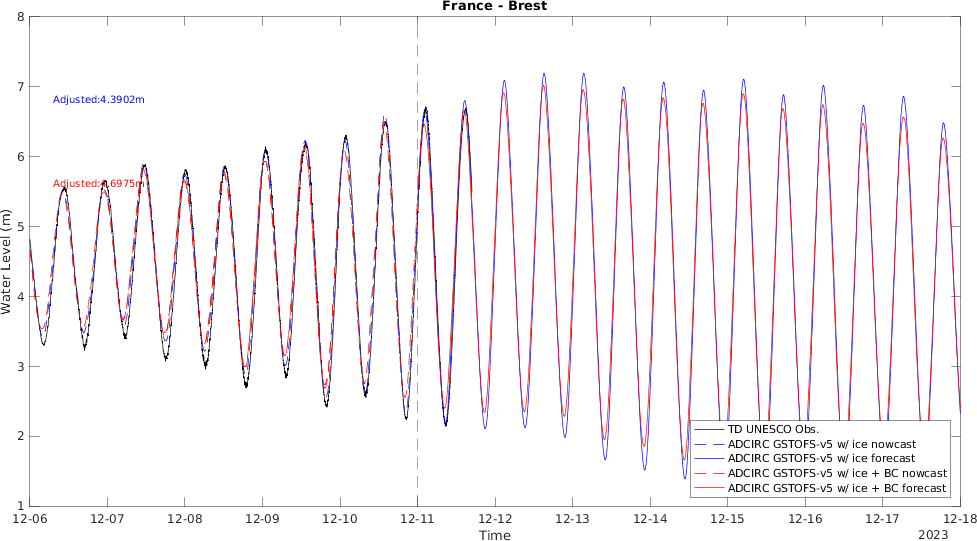 France - Brest
8
7
6
5
4
3
2
1
Water Level (m)
Adjusted:4.3902m
Adjusted:4.6975m
TD UNESCO Obs.
ADCIRC GSTOFS-v5 w/ ice nowcast
ADCIRC GSTOFS-v5 w/ ice forecast
ADCIRC GSTOFS-v5 w/ ice + BC nowcast
ADCIRC GSTOFS-v5 w/ ice + BC forecast
12-06 12-07 12-08 12-09 12-10 12-11 12-12 12-13 12-14 12-15 12-16 12-17 12-18
Time
2023